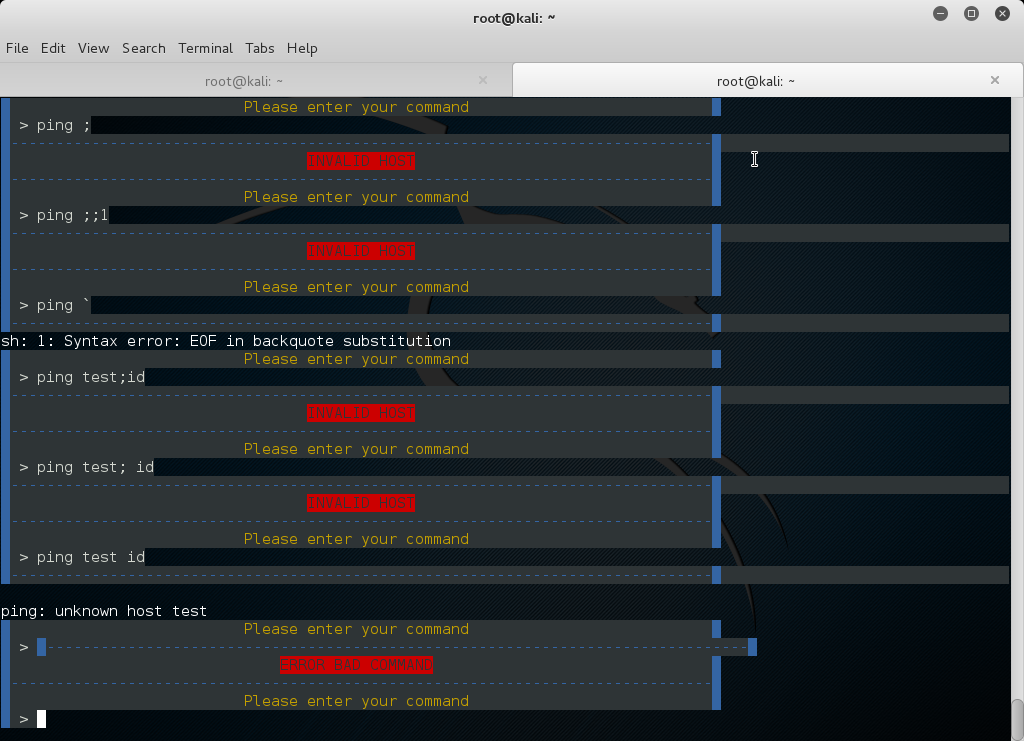 root@kali: ~
File Edit View Search Terminal Tabs Help
root@kali: ~
root@kali: ~
Please enter your command
> ping ;
INVALID HOST
Please enter your command
> ping ;;1
INVALID HOST
Please enter your command
> ping `
sh: 1: Syntax error: EOF in backquote substitution
Please enter your command
> ping test;id
INVALID HOST
Please enter your command
> ping test; id
INVALID HOST
Please enter your command
> ping test id
ping: unknown host test
Please enter your command
>
ERROR BAD COMMAND
Please enter your command
>